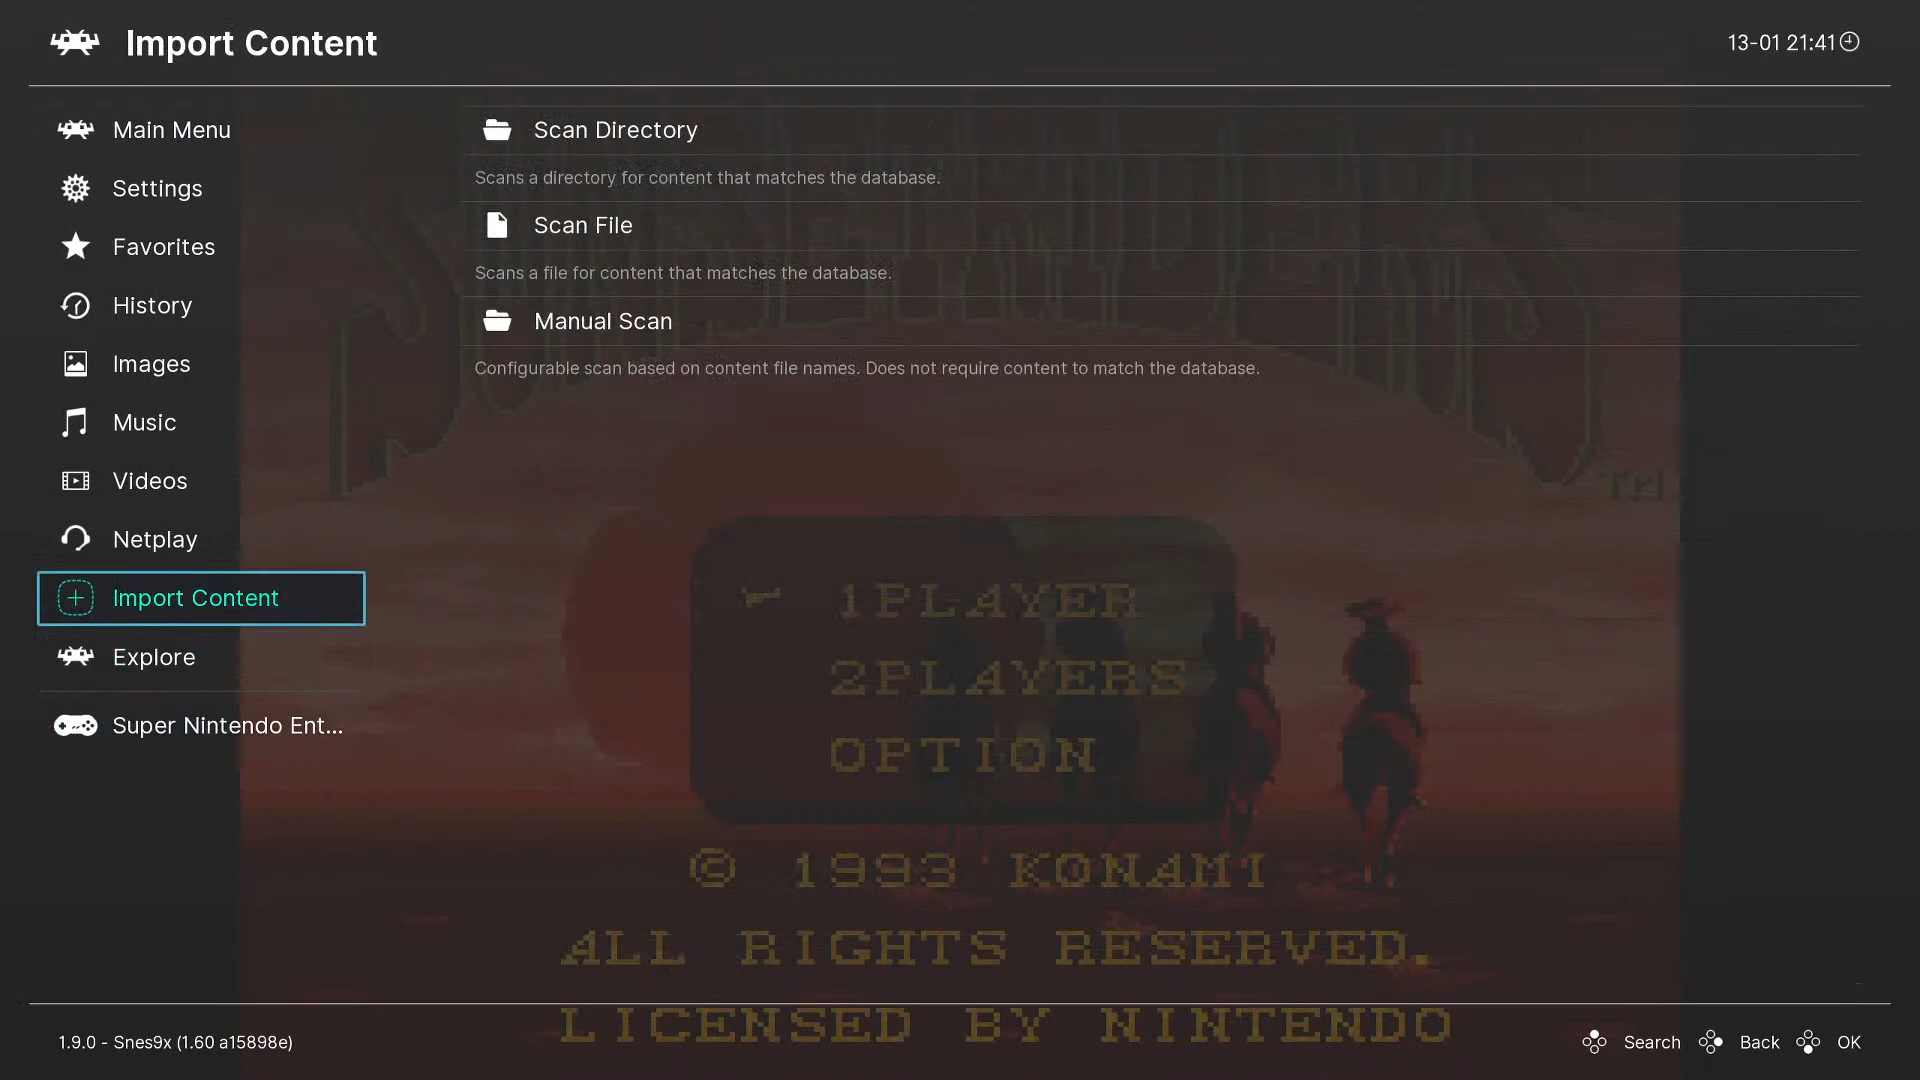 Import Content
13-01 21:41
Main Menu
Settings
Favorites
History
Images
Music
Videos
Netplay
Import Content
Explore
Super Nintendo Ent...
Scan Directory
Scans a directory for content that matches the database.
Scan File
Scans a file for content that matches the database.
Manual Scan
Configurable scan based on content file names. Does not require content to match the database.
SUNSET RIDERS
TM
1PLAYER
2PLAYERS
OPTION
© 1993 KONAMI
ALL RIGHTS RESERVED.
LICENSED BY NINTENDO
1.9.0 - Snes9x (1.60 a15898e)
Search
Back
OK